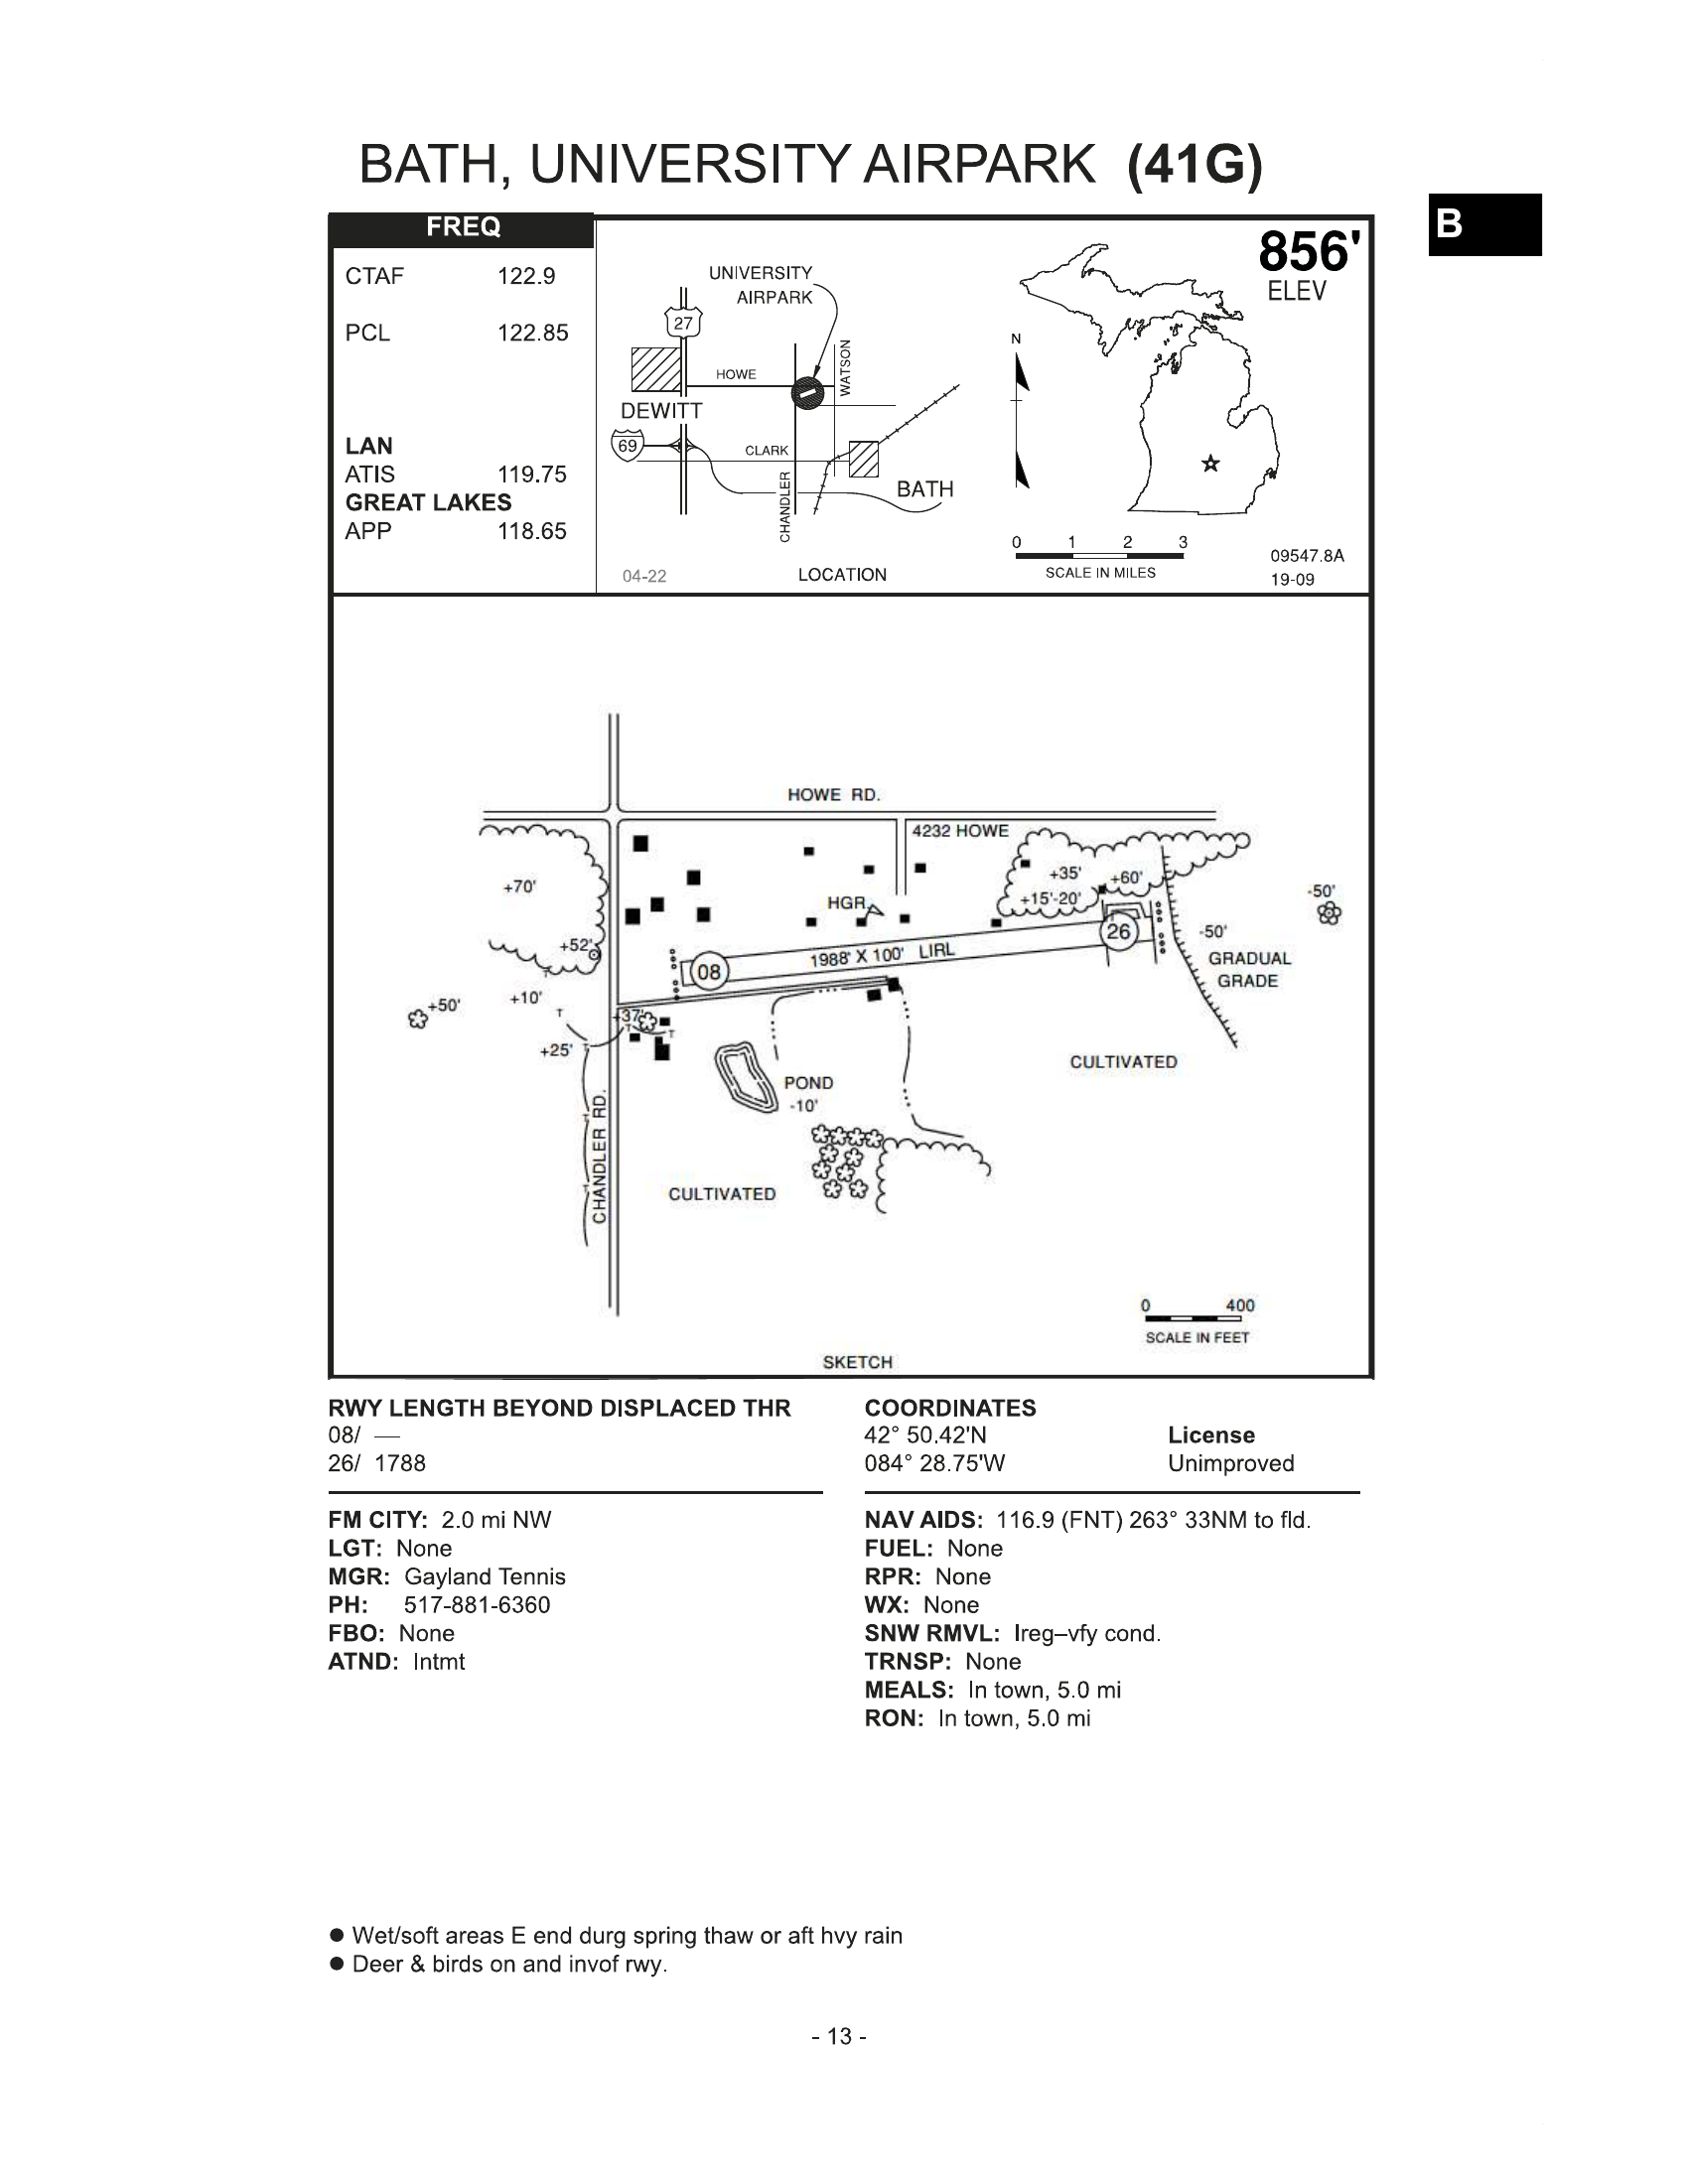 BATH, UNIVERSITY AIRPARK (41G)
B
FREQ
CTAF 122.9
PCL 122.85
LAN
ATIS 119.75
GREAT LAKES
APP 118.65
856'
ELEV
UNIVERSITY
AIRPARK
27
HOWE
WATSON
DEWITT
69
CLARK
CHANDLER
BATH
N
0 1 2 3
SCALE IN MILES
04-22
LOCATION
09547.8A
19-09
HOWE RD.
4232 HOWE
+70'
+35'
+60'
+15'-20'
-50'
HGR.
+52'
26
-50'
GRADUAL
GRADE
1988' X 100' LIRL
08
T
+50'
+10'
T
+37'
T
T
+25'
T
CULTIVATED
POND
-10'
CHANDLER RD.
T
T
CULTIVATED
0 400
SCALE IN FEET
SKETCH
RWY LENGTH BEYOND DISPLACED THR
08/ —
26/ 1788
COORDINATES
42° 50.42'N
084° 28.75'W
License
Unimproved
FM CITY: 2.0 mi NW
LGT: None
MGR: Gayland Tennis
PH: 517-881-6360
FBO: None
ATND: Intmt
NAV AIDS: 116.9 (FNT) 263° 33NM to fld.
FUEL: None
RPR: None
WX: None
SNW RMVL: Ireg–vfy cond.
TRNSP: None
MEALS: In town, 5.0 mi
RON: In town, 5.0 mi
● Wet/soft areas E end durg spring thaw or aft hvy rain
● Deer & birds on and invof rwy.
- 13 -